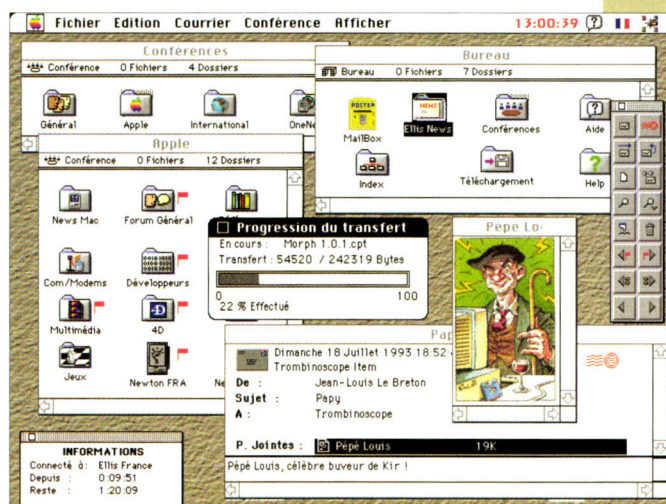 Fichier Edition Courrier Conférence Afficher 13:00:39
Conférences
Conférence 0 Fichiers 4 Dossiers
Général Apple International
Bureau
Bureau 0 Fichiers 7 Dossiers
POSTER NEWS
MailBox Ellis News Conférences Aide
Index Téléchargement Help
Apple
Conférence 0 Fichiers 12 Dossiers
News Mac Forum Général
Com/Modems Développeurs
Multimédia 4D
Jeux Newton FRA
Progression du transfert
En cours : Morph 1.0.1.cpt
Transfert : 54520 / 242319 Bytes
0 100
22 % Effectué
Pepe Lou
Pap
Dimanche 18 Juillet 1993 18:52:
Trombinoscope Item
De : Jean-Louis Le Breton
Sujet : Papy
A : Trombinoscope
P. Jointes : Pépé Louis 19K
Pépé Louis, célèbre buveur de Kir !
INFORMATIONS
Connecté à: Ellis France
Depuis : 0:09:51
Reste : 1:20:09